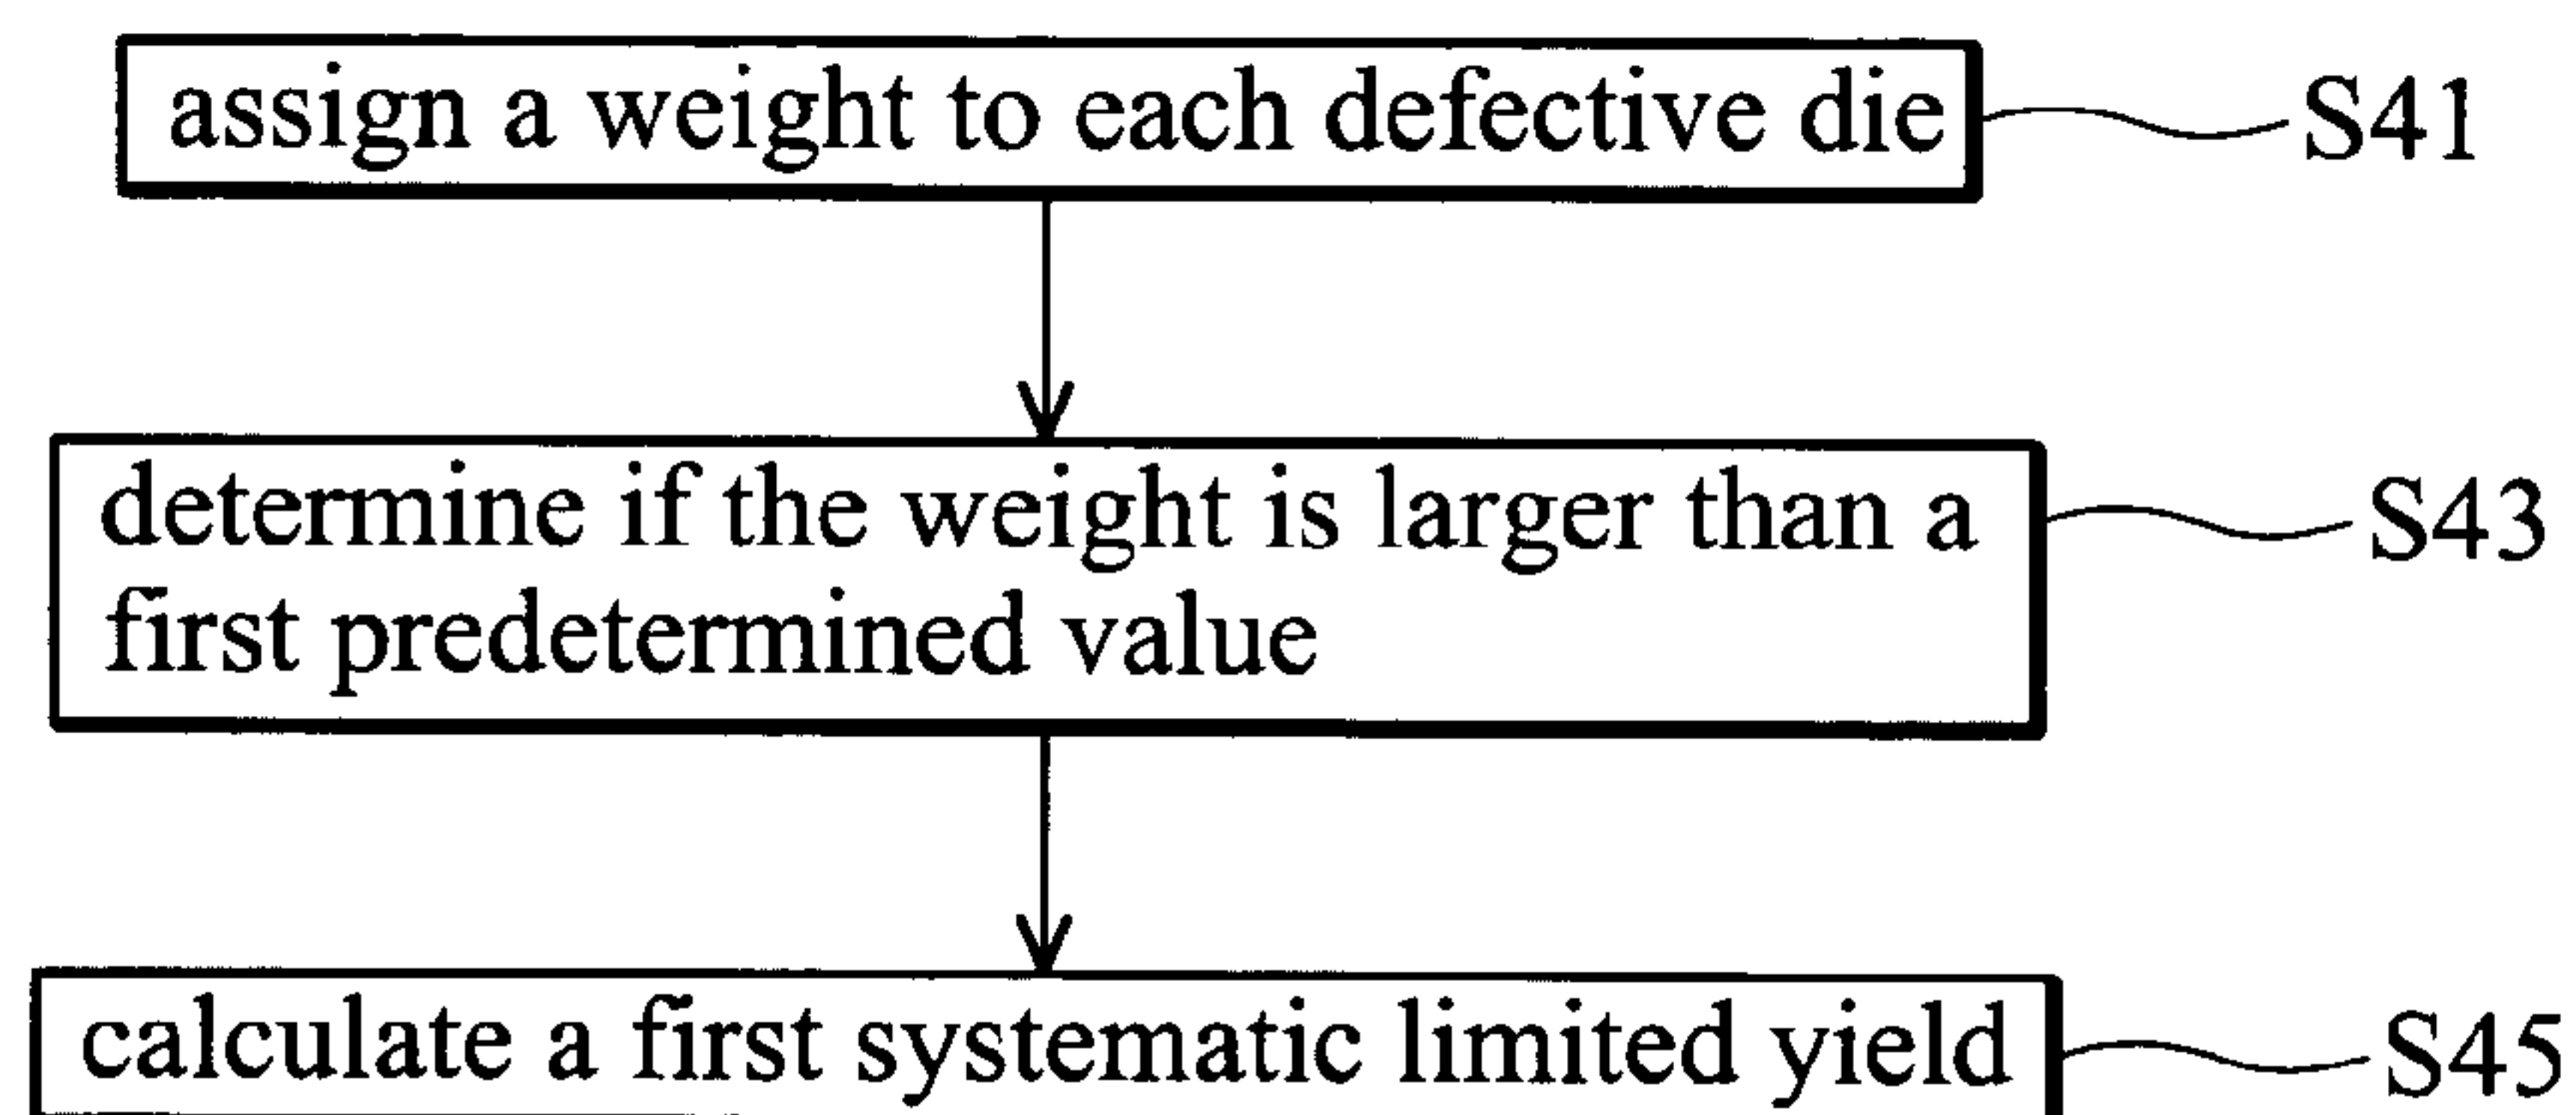 assign a weight to each defective die S41
determine if the weight is larger than a S43
first predetermined value
calculate a first systematic limited yield S45